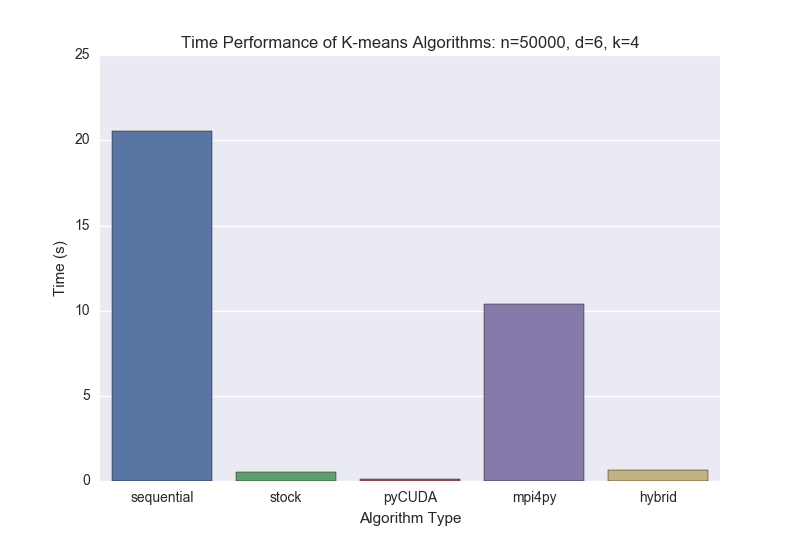 Time Performance of K-means Algorithms: n=50000, d=6, k=4
25
20
15
10
5
0
Time (s)
sequential stock pyCUDA mpi4py hybrid
Algorithm Type